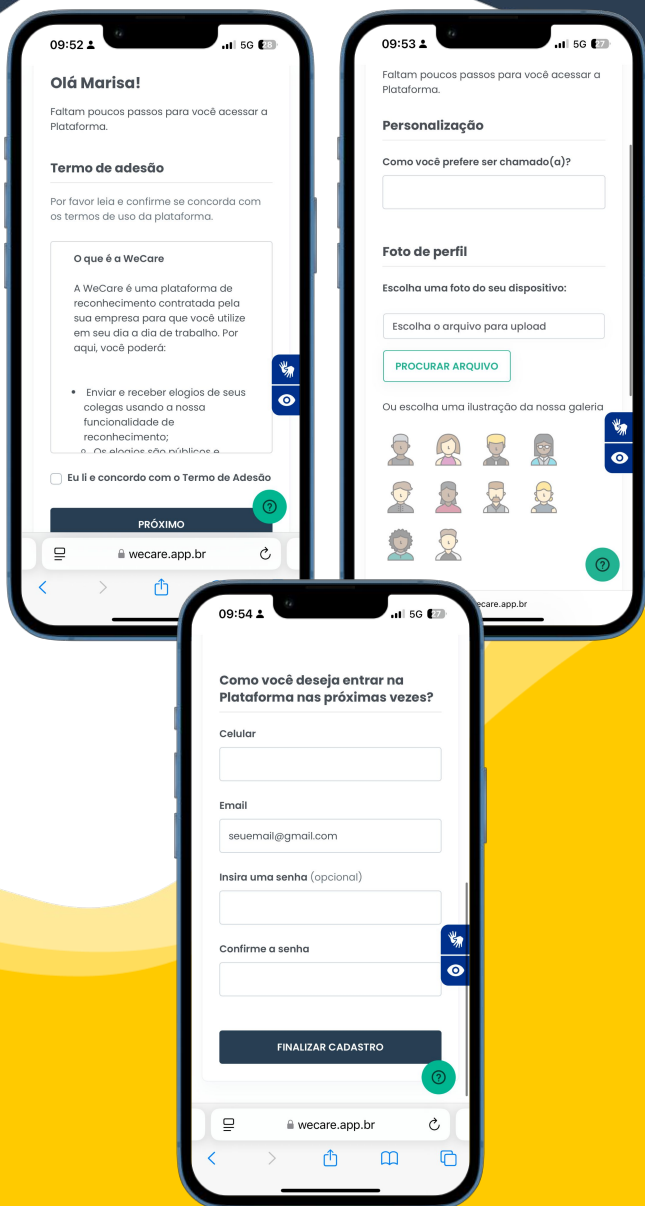 09:52
5G 28
Olá Marisa!
Faltam poucos passos para você acessar a
Plataforma.
Termo de adesão
Por favor leia e confirme se concorda com
os termos de uso da plataforma.
O que é a WeCare
A WeCare é uma plataforma de
reconhecimento contratada pela
sua empresa para que você utilize
em seu dia a dia de trabalho. Por
aqui, você poderá:
• Enviar e receber elogios de seus
colegas usando a nossa
funcionalidade de
reconhecimento;
Os elogios são públicos e
Eu li e concordo com o Termo de Adesão
PRÓXIMO
wecare.app.br
09:53
5G 27
Faltam poucos passos para você acessar a
Plataforma.
Personalização
Como você prefere ser chamado(a)?
Foto de perfil
Escolha uma foto do seu dispositivo:
Escolha o arquivo para upload
PROCURAR ARQUIVO
Ou escolha uma ilustração da nossa galeria
ecare.app.br
09:54
5G 27
Como você deseja entrar na
Plataforma nas próximas vezes?
Celular
Email
seuemail@gmail.com
Insira uma senha (opcional)
Confirme a senha
FINALIZAR CADASTRO
wecare.app.br